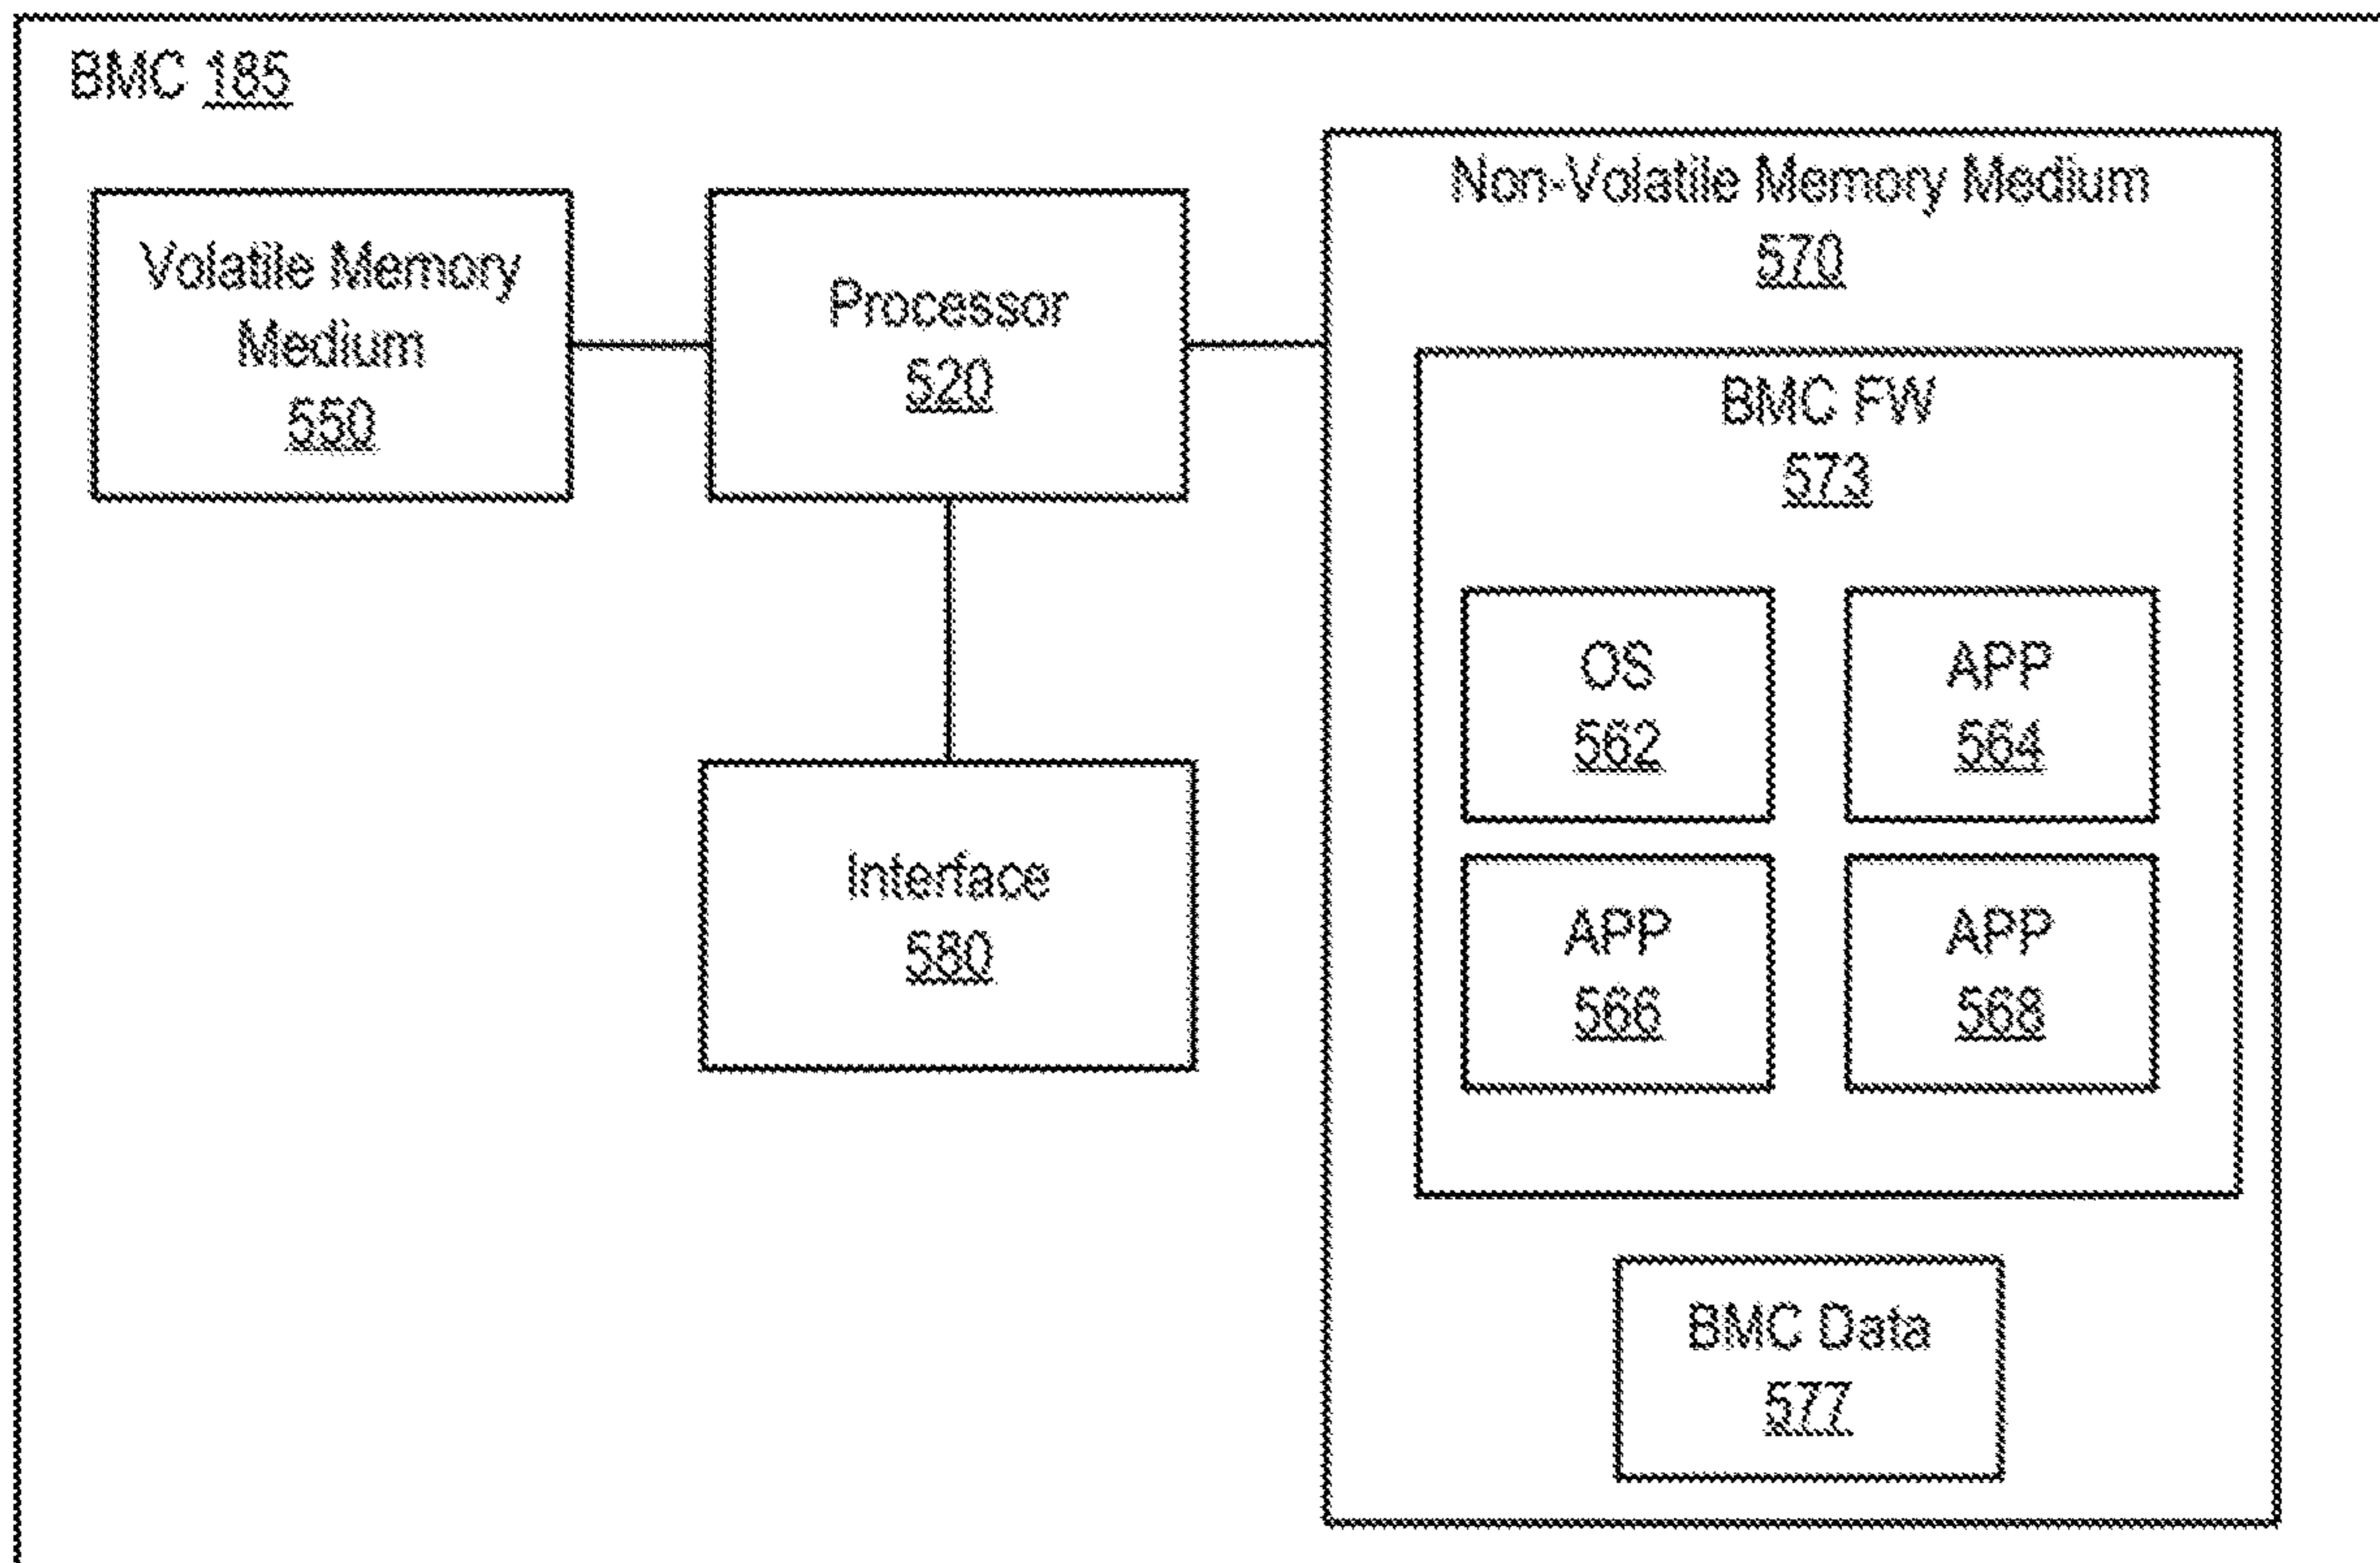 BMC 185
Volatile Memory
Medium
550
Processor
520
Non-Volatile Memory Medium
570
BMC FW
573
OS
562
APP
564
APP
566
APP
568
Interface
580
BMC Data
577